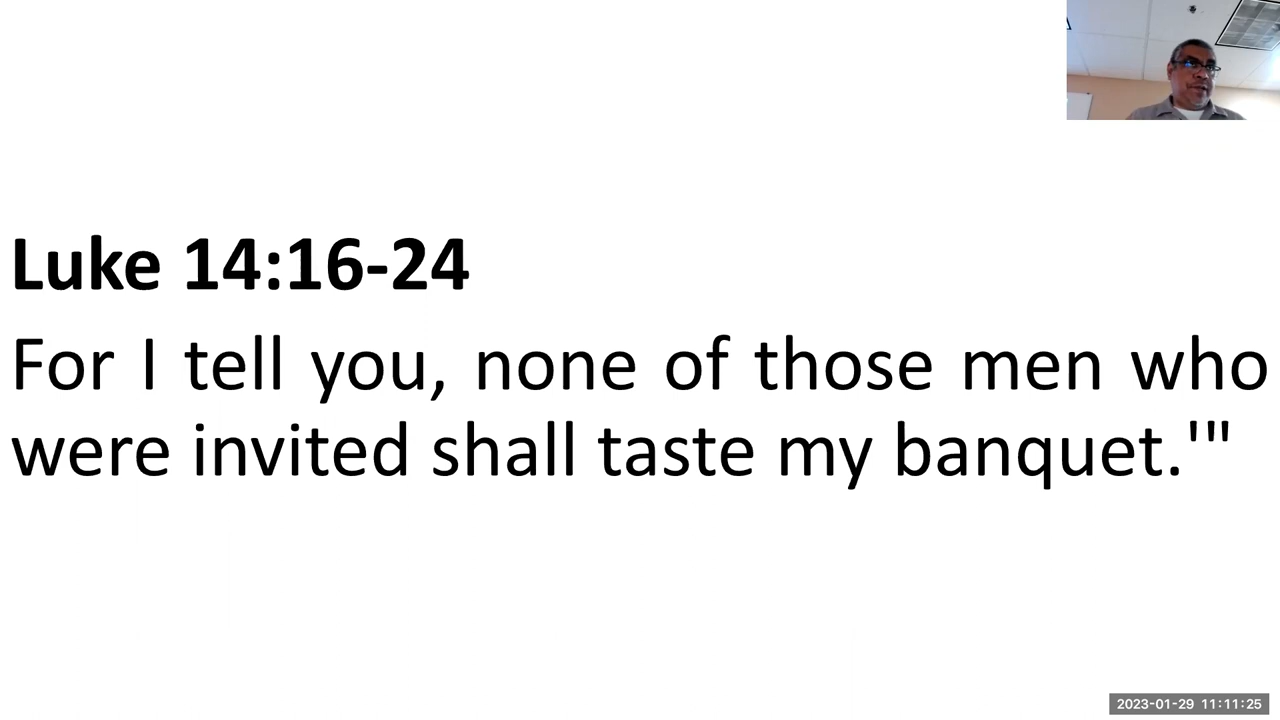 Luke 14:16-24
For I tell you, none of those men who
were invited shall taste my banquet.'"
2023-01-29 11:11:25